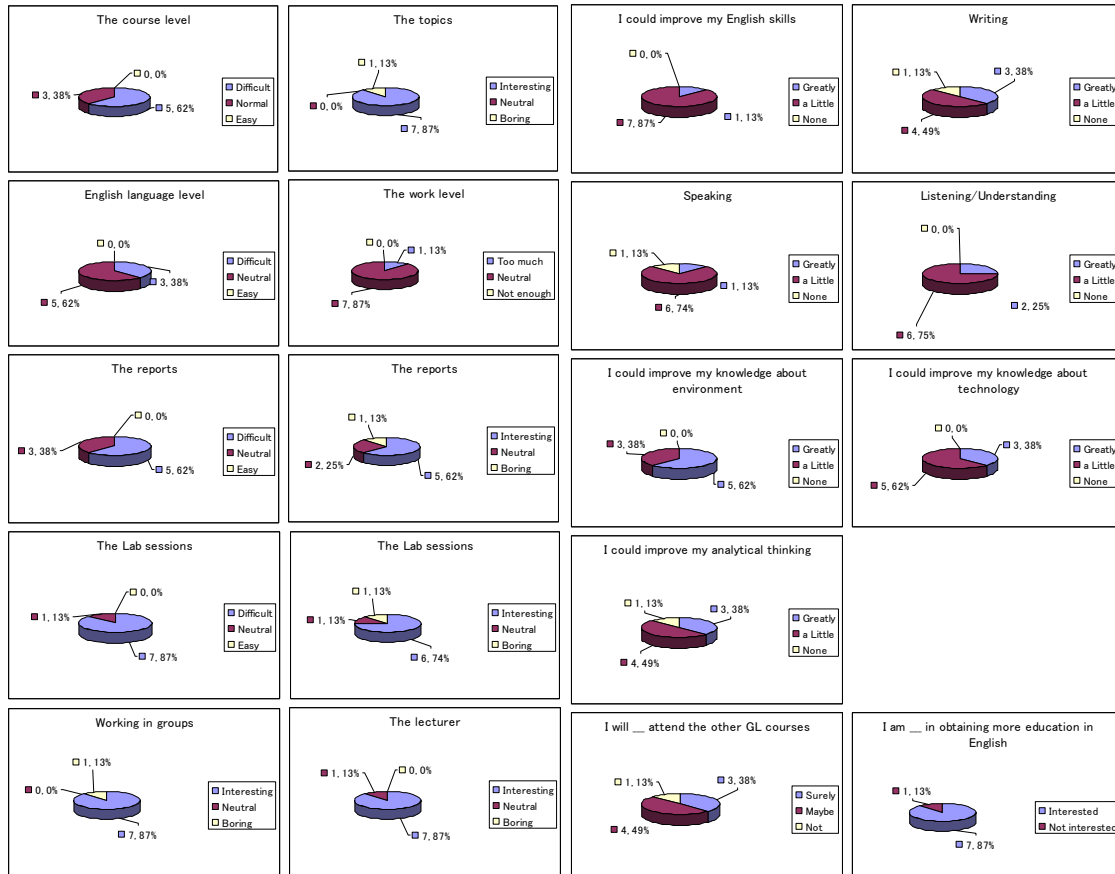 The course level
0, 0%
3, 38%
5, 62%
Difficult
Normal
Easy
The topics
1, 13%
0, 0%
7, 87%
Interesting
Neutral
Boring
I could improve my English skills
0, 0%
7, 87%
1, 13%
Greatly
a Little
None
Writing
1, 13%
3, 38%
4, 49%
Greatly
a Little
None
English language level
0, 0%
3, 38%
5, 62%
Difficult
Neutral
Easy
The work level
0, 0%
1, 13%
7, 87%
Too much
Neutral
Not enough
Speaking
1, 13%
1, 13%
6, 74%
Greatly
a Little
None
Listening/Understanding
0, 0%
2, 25%
6, 75%
Greatly
a Little
None
The reports
0, 0%
3, 38%
5, 62%
Difficult
Neutral
Easy
The reports
1, 13%
2, 25%
5, 62%
Interesting
Neutral
Boring
I could improve my knowledge about
environment
3, 38%
0, 0%
5, 62%
Greatly
a Little
None
I could improve my knowledge about
technology
0, 0%
3, 38%
5, 62%
Greatly
a Little
None
The Lab sessions
0, 0%
1, 13%
7, 87%
Difficult
Neutral
Easy
The Lab sessions
1, 13%
1, 13%
6, 74%
Interesting
Neutral
Boring
I could improve my analytical thinking
1, 13%
3, 38%
4, 49%
Greatly
a Little
None
Working in groups
1, 13%
0, 0%
7, 87%
Interesting
Neutral
Boring
The lecturer
1, 13%
0, 0%
7, 87%
Interesting
Neutral
Boring
I will __ attend the other GL courses
1, 13%
3, 38%
4, 49%
Surely
Maybe
Not
I am __ in obtaining more education in
English
1, 13%
7, 87%
Interested
Not interested